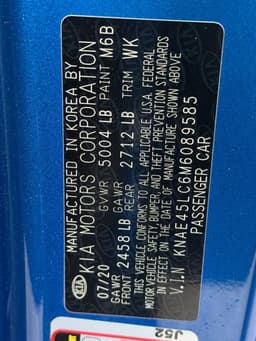 MANUFACTURED IN KOREA BY
KIA MOTORS CORPORATION
07/20 GVWR 5004 LB PAINT M6B
GAWR FRONT 2458 LB GAWR REAR 2712 LB TRIM WK
THIS VEHICLE CONFORMS TO ALL APPLICABLE U.S.A. FEDERAL
MOTOR VEHICLE SAFETY, BUMPER, AND THEFT PREVENTION STANDARDS
IN EFFECT ON THE DATE OF MANUFACTURE SHOWN ABOVE
V.I.N KNAE45LC6M6089585
PASSENGER CAR
KIA
J52